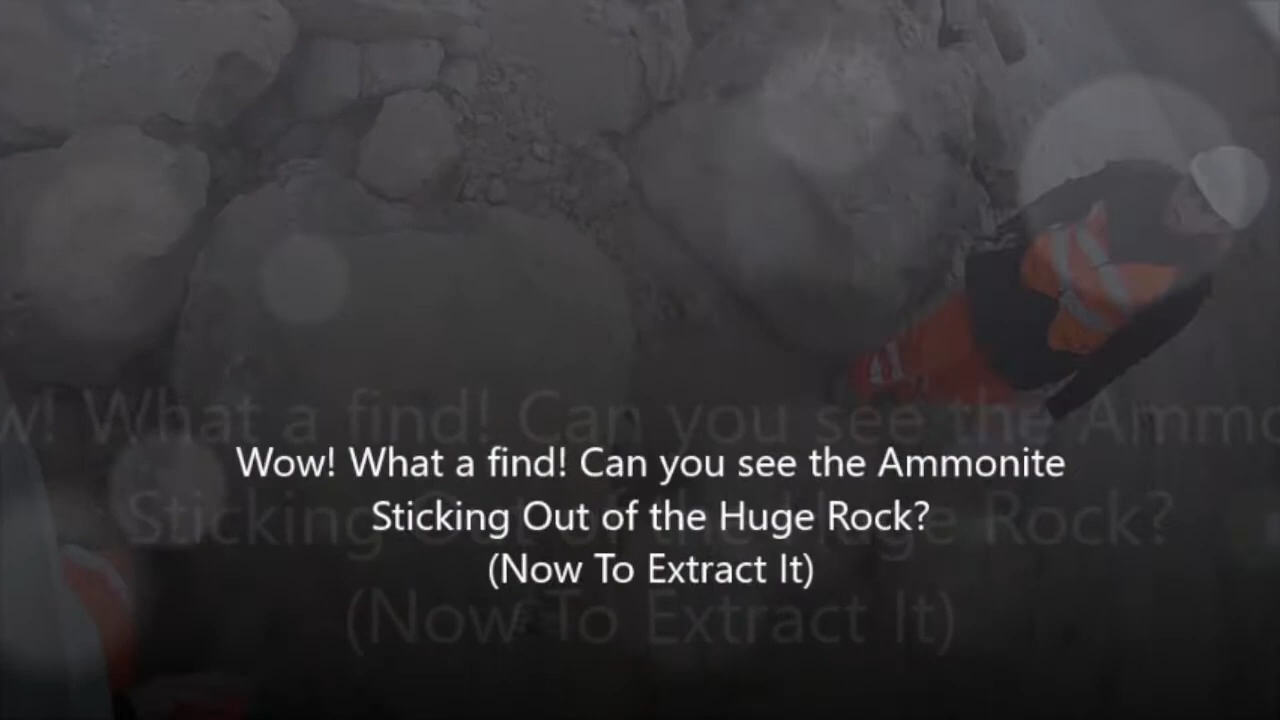 Wow! What a find! Can you see the Ammonite
Sticking Out of the Huge Rock?
(Now To Extract It)